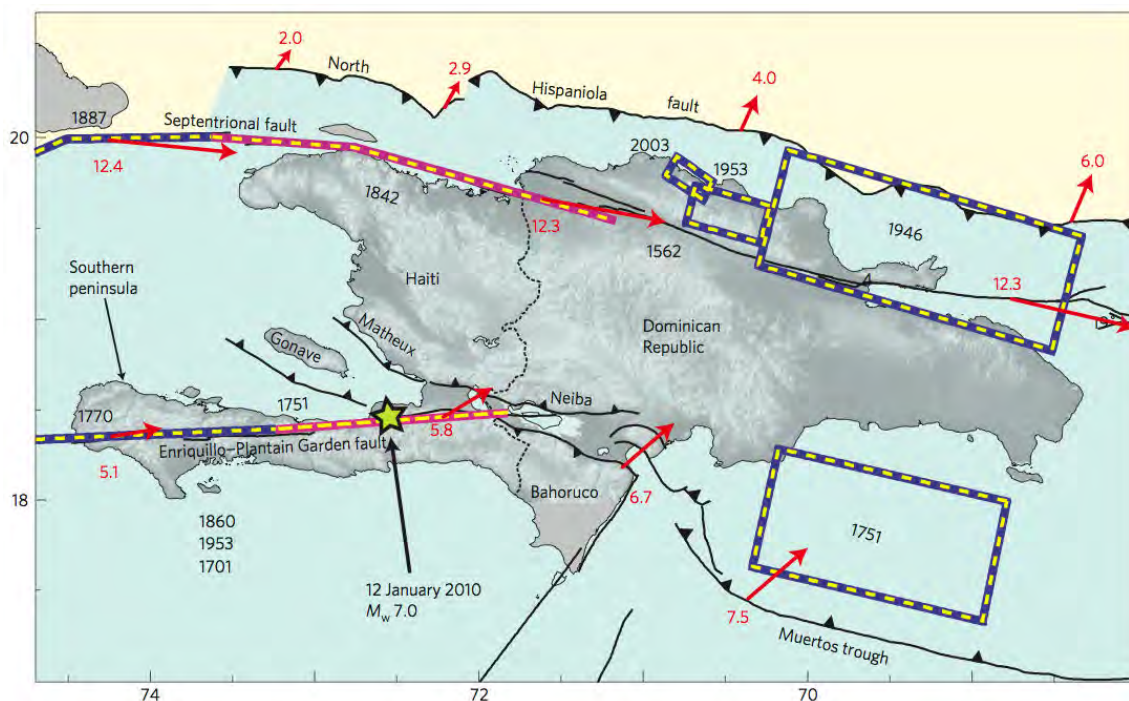 2.0
North
2.9
Hispaniola
fault
4.0
6.0
20
1887
Septentrional fault
12.4
1842
2003
1953
12.3
1562
1946
12.3
Southern
peninsula
Haiti
Dominican
Republic
Matheux
Gonave
1770
1751
Neiba
5.8
Enriquillo–Plantain Garden fault
5.1
6.7
Bahoruco
18
1860
1953
1701
1751
12 January 2010
Mw 7.0
7.5
Muertos trough
74
72
70